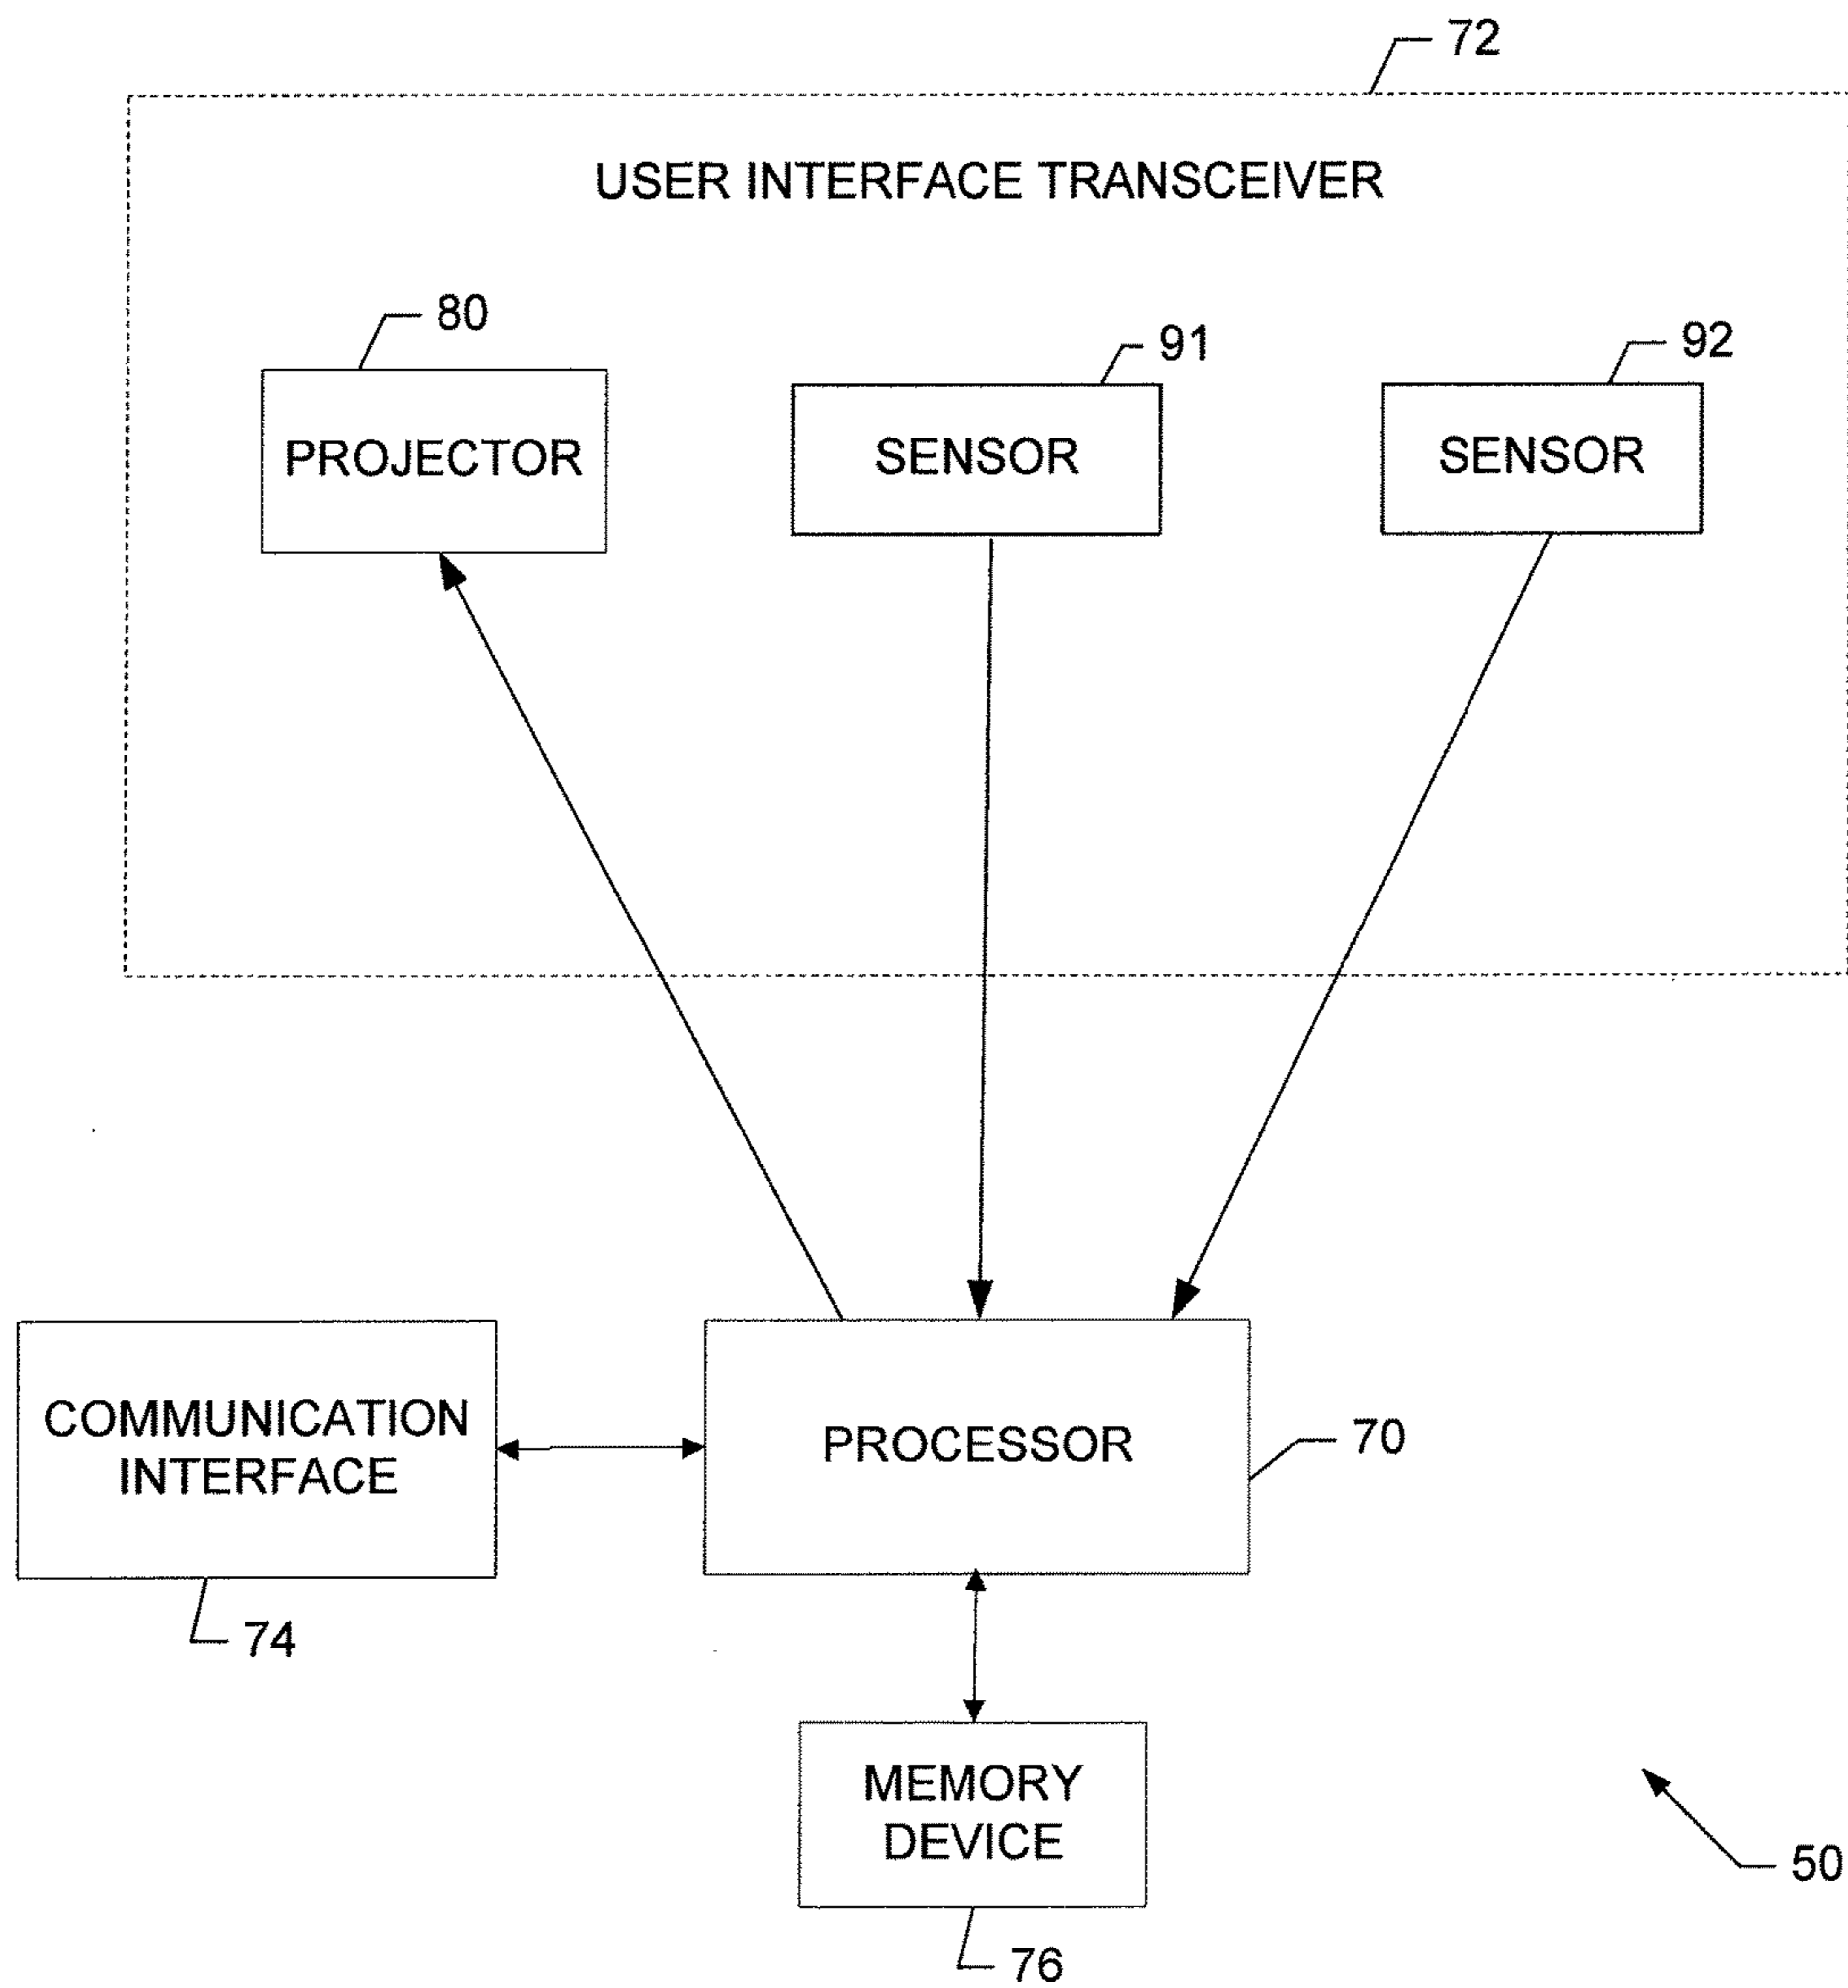 72
USER INTERFACE TRANSCEIVER
80
91
92
PROJECTOR
SENSOR
SENSOR
COMMUNICATION
INTERFACE
PROCESSOR
70
74
MEMORY
DEVICE
50
76